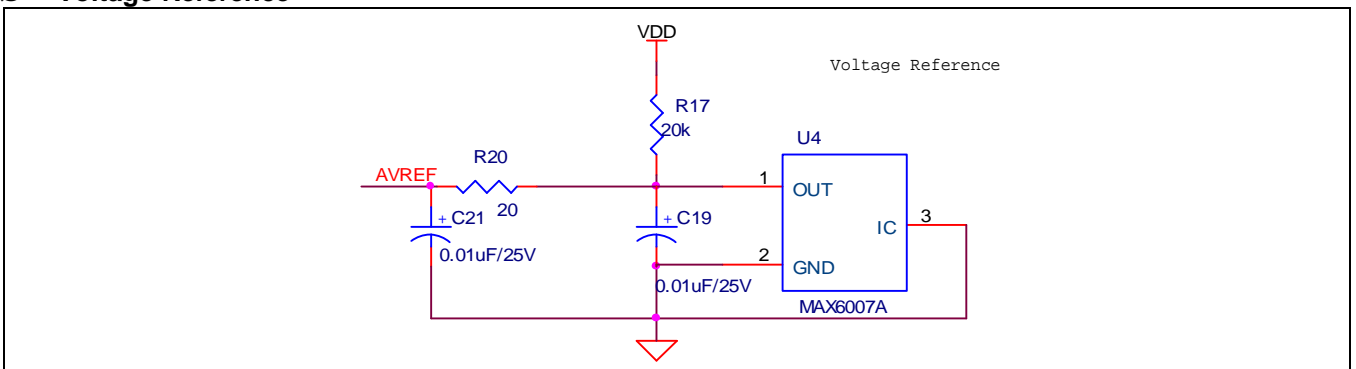 Voltage Reference
VDD
Voltage Reference
R17
20k
U4
R20
AVREF
20
1
OUT
+ C21
+ C19
IC
3
0.01uF/25V
2
GND
0.01uF/25V
MAX6007A